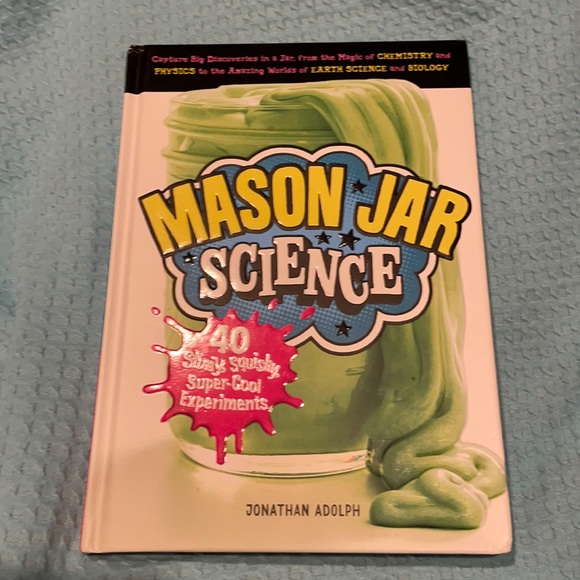 Capture Big Discoveries in a Jar, from the Magic of CHEMISTRY and
PHYSICS to the Amazing Worlds of EARTH SCIENCE and BIOLOGY
MASON JAR
SCIENCE
40
Slimy, Squishy,
Super-Cool
Experiments
JONATHAN ADOLPH